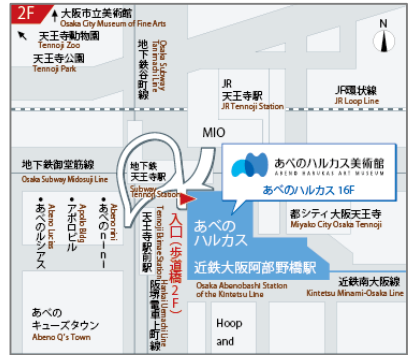 2F
大阪市立美術館
Osaka City Museum of Fine Arts
天王寺動物園
Tennoji Zoo
天王寺公園
Tennoji Park
地下鉄谷町線
Osaka Subway
Tanimachi Line
N
JR
天王寺駅
JR Tennoji Station
JR環状線
JR Loop Line
MIO
地下鉄御堂筋線
Osaka Subway Midosuji Line
地下鉄
天王寺駅
Subway
Tennoji Station
あべのハルカス美術館
ABENO HARUKAS ART MUSEUM
あべのハルカス 16F
•あべのルシアス
Abeno Lucias
•アポロビル
Apollo Bldg
•あべのnini
Abeno nini
天王寺駅前駅
Tennoji Ekimae Station
阪堺電車上町線
Hankai Uemachi Line
入口(歩道橋2F)
あべの
ハルカス
近鉄大阪阿部野橋駅
Osaka Abenobashi Station
of the Kintetsu Line
都シティ 大阪天王寺
Miyako City Osaka Tennoji
近鉄南大阪線
Kintetsu Minami-Osaka Line
あべの
キューズタウン
Abeno Q's Town
Hoop
and